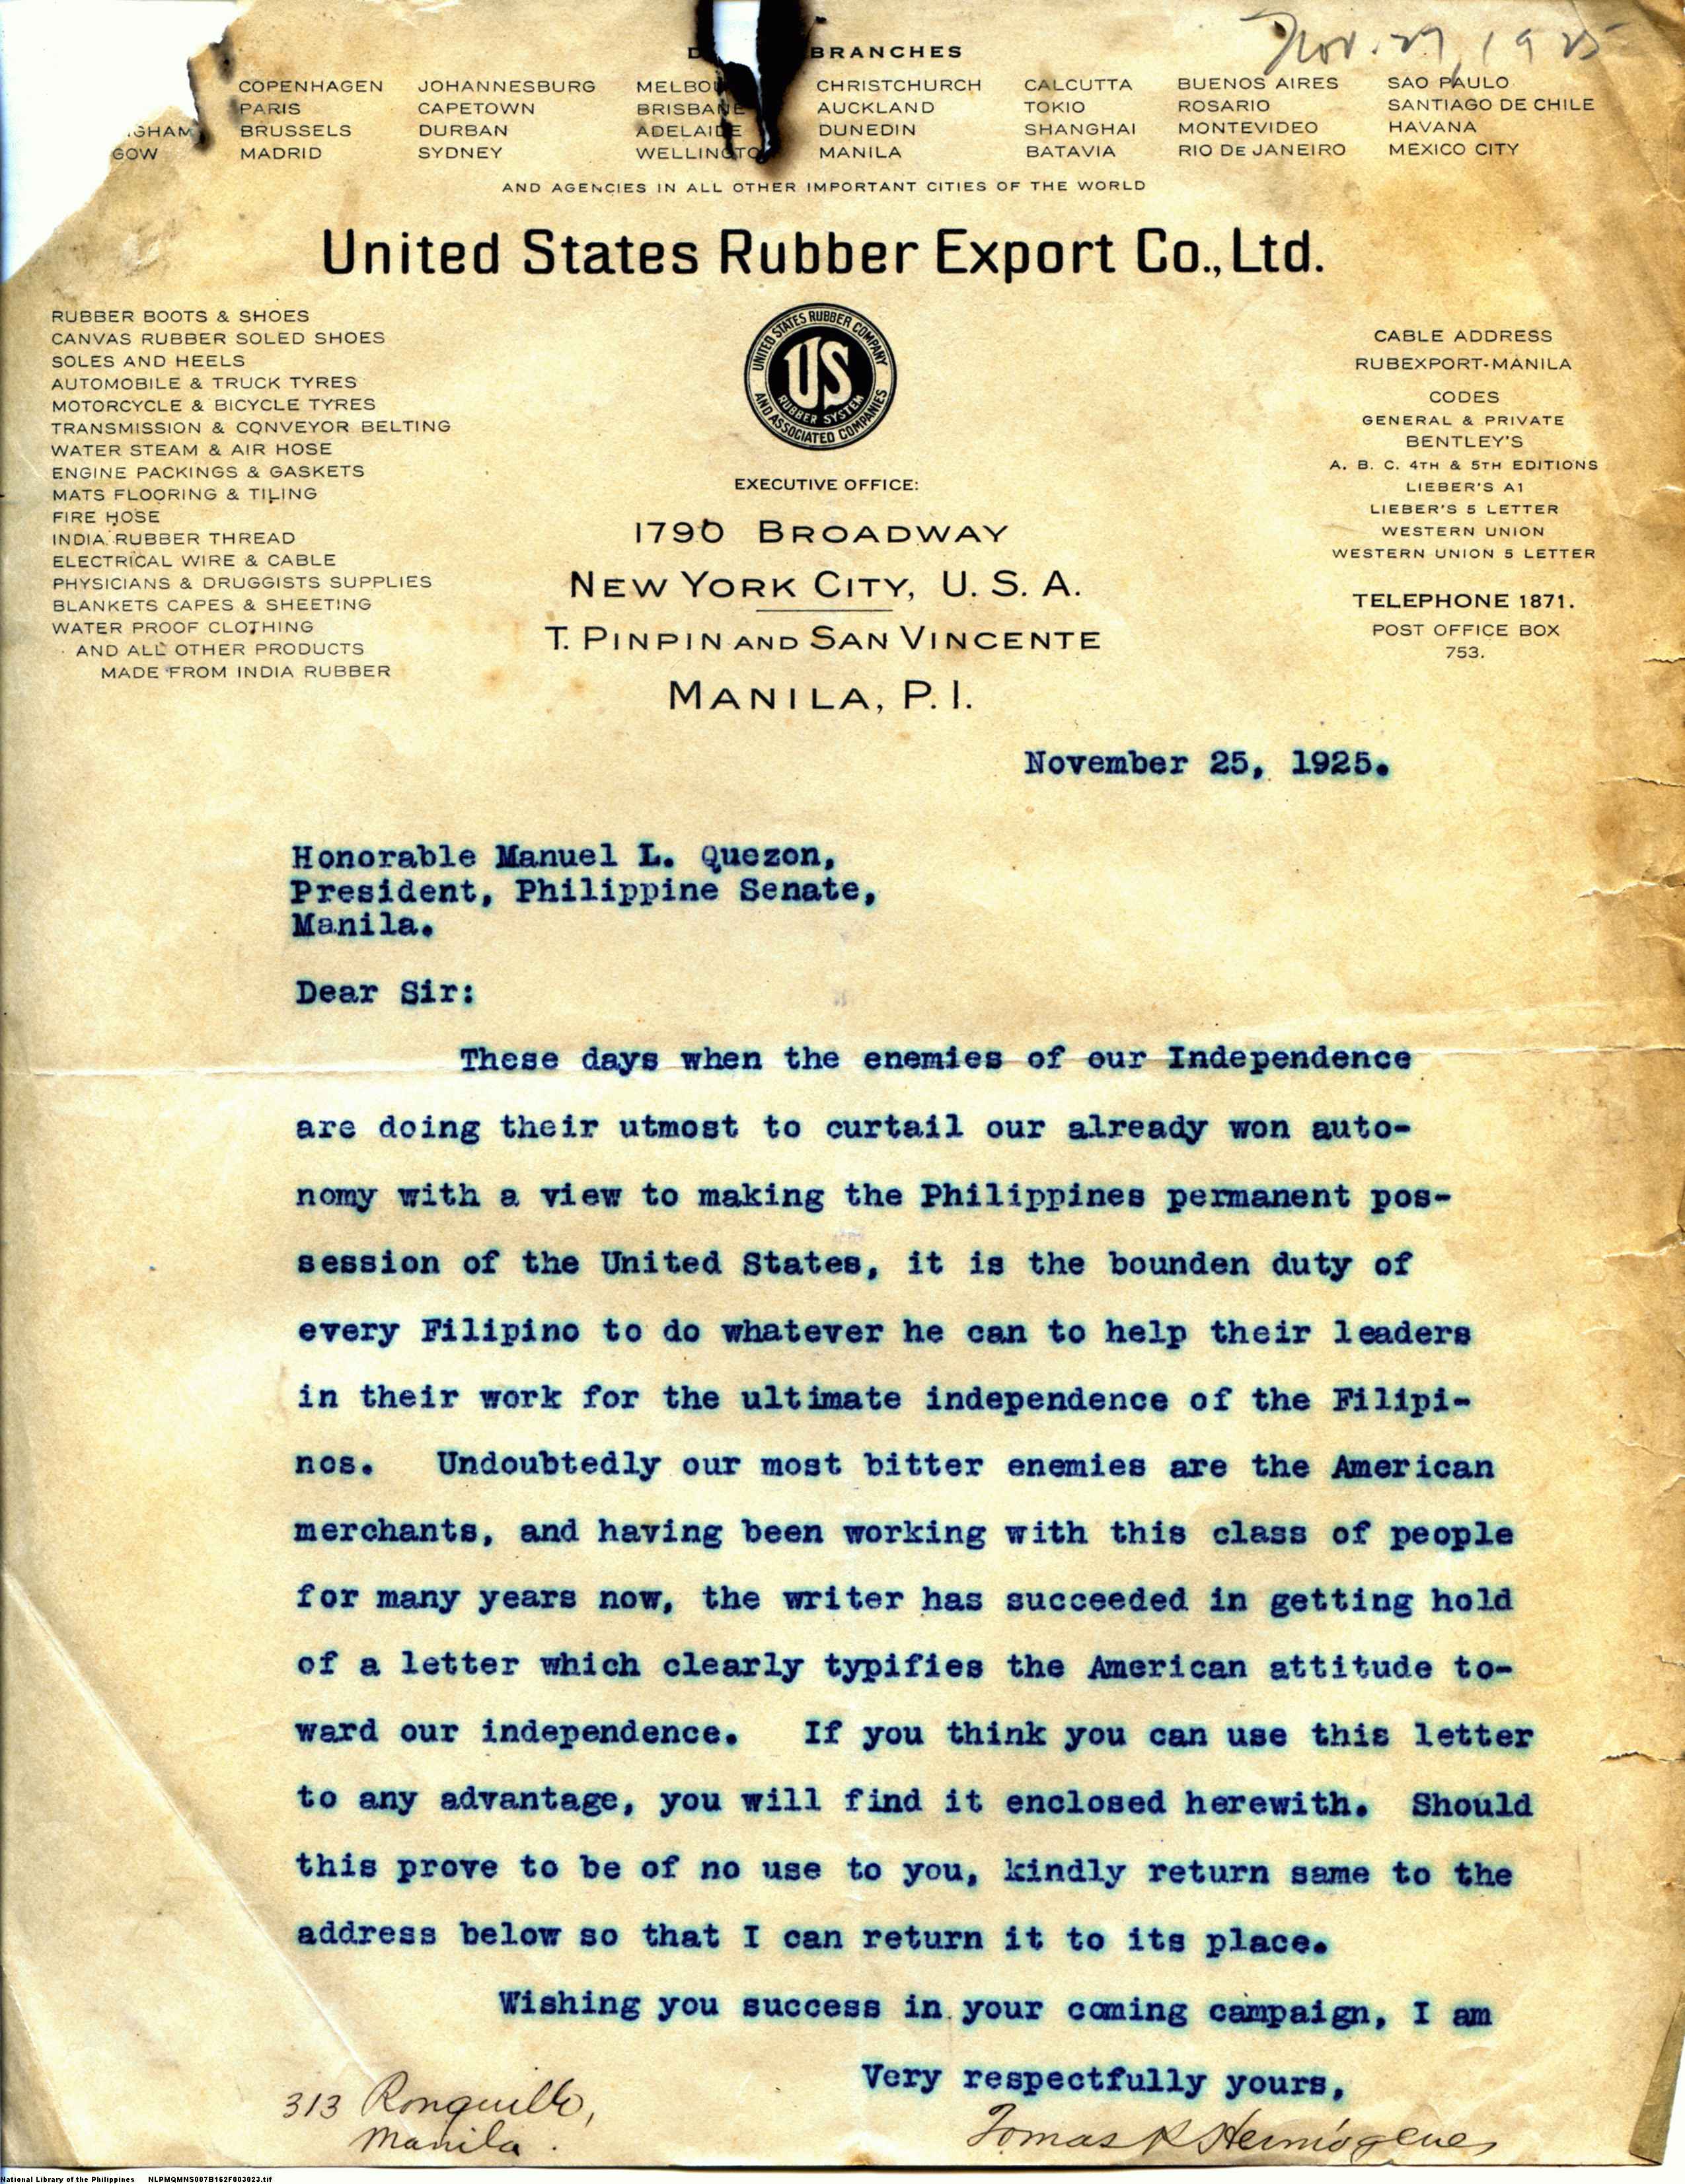 Nov. 27, 1925
BRANCHES
COPENHAGEN JOHANNESBURG MELBOU CHRISTCHURCH CALCUTTA BUENOS AIRES SAO PAULO
PARIS CAPETOWN BRISBANE AUCKLAND TOKIO ROSARIO SANTIAGO DE CHILE
GHAM BRUSSELS DURBAN ADELAIDE DUNEDIN SHANGHAI MONTEVIDEO HAVANA
GOW MADRID SYDNEY WELLINGTO MANILA BATAVIA RIO DE JANEIRO MEXICO CITY
AND AGENCIES IN ALL OTHER IMPORTANT CITIES OF THE WORLD
United States Rubber Export Co., Ltd.
RUBBER BOOTS & SHOES
CANVAS RUBBER SOLED SHOES
SOLES AND HEELS
AUTOMOBILE & TRUCK TYRES
MOTORCYCLE & BICYCLE TYRES
TRANSMISSION & CONVEYOR BELTING
WATER STEAM & AIR HOSE
ENGINE PACKINGS & GASKETS
MATS FLOORING & TILING
FIRE HOSE
INDIA RUBBER THREAD
ELECTRICAL WIRE & CABLE
PHYSICIANS & DRUGGISTS SUPPLIES
BLANKETS CAPES & SHEETING
WATER PROOF CLOTHING
AND ALL OTHER PRODUCTS
MADE FROM INDIA RUBBER
UNITED STATES RUBBER COMPANY
US
RUBBER SYSTEM
AND ASSOCIATED COMPANIES
EXECUTIVE OFFICE:
1790 BROADWAY
NEW YORK CITY, U. S. A.
T. PINPIN AND SAN VINCENTE
MANILA, P. I.
CABLE ADDRESS
RUBEXPORT-MANILA
CODES
GENERAL & PRIVATE
BENTLEY'S
A. B. C. 4TH & 5TH EDITIONS
LIEBER'S A1
LIEBER'S 5 LETTER
WESTERN UNION
WESTERN UNION 5 LETTER
TELEPHONE 1871.
POST OFFICE BOX
753.
November 25, 1925.
Honorable Manuel L. Quezon,
President, Philippine Senate,
Manila.
Dear Sir:
These days when the enemies of our Independence
are doing their utmost to curtail our already won auto-
nomy with a view to making the Philippines permanent pos-
session of the United States, it is the bounden duty of
every Filipino to do whatever he can to help their leaders
in their work for the ultimate independence of the Filipi-
nos. Undoubtedly our most bitter enemies are the American
merchants, and having been working with this class of people
for many years now, the writer has succeeded in getting hold
of a letter which clearly typifies the American attitude to-
ward our independence. If you think you can use this letter
to any advantage, you will find it enclosed herewith. Should
this prove to be of no use to you, kindly return same to the
address below so that I can return it to its place.
Wishing you success in your coming campaign, I am
Very respectfully yours,
Tomas R Hermogenes
313 Ronquillo,
Manila.
National Library of the Philippines NLPMQMNS007B162F003023.tif